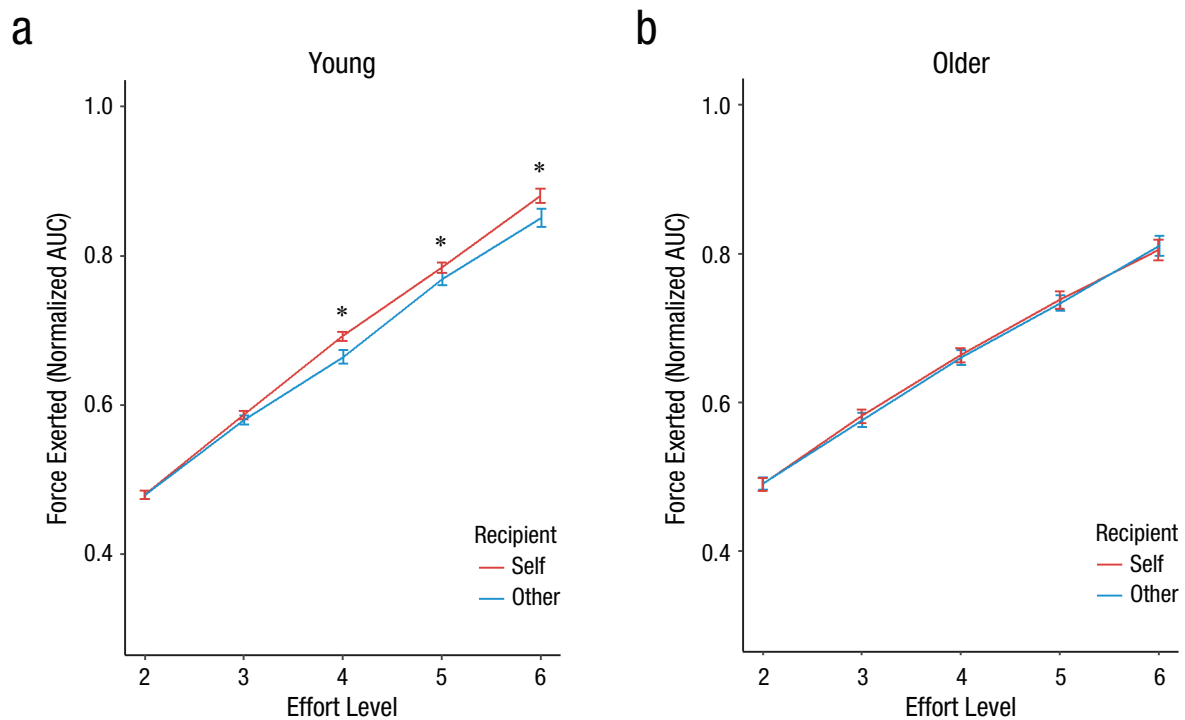 a
Young
Force Exerted (Normalized AUC)
1.0
0.8
0.6
0.4
*
*
*
Recipient
Self
Other
2 3 4 5 6
Effort Level
b
Older
Force Exerted (Normalized AUC)
1.0
0.8
0.6
0.4
Recipient
Self
Other
2 3 4 5 6
Effort Level